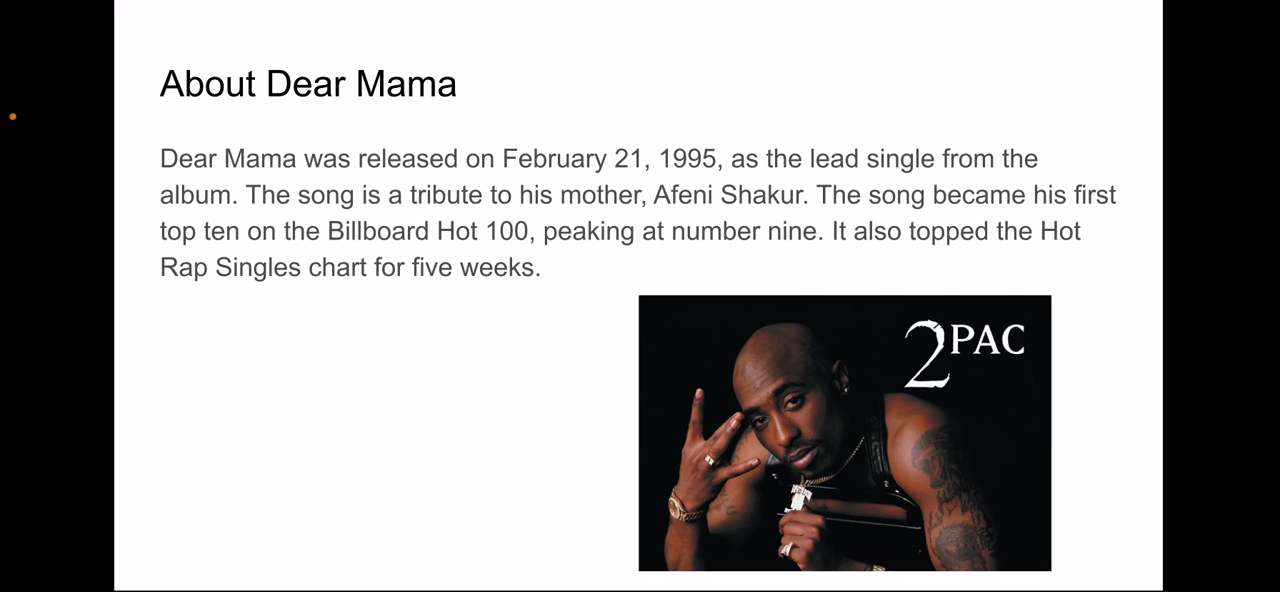 About Dear Mama
Dear Mama was released on February 21, 1995, as the lead single from the
album. The song is a tribute to his mother, Afeni Shakur. The song became his first
top ten on the Billboard Hot 100, peaking at number nine. It also topped the Hot
Rap Singles chart for five weeks.
2PAC